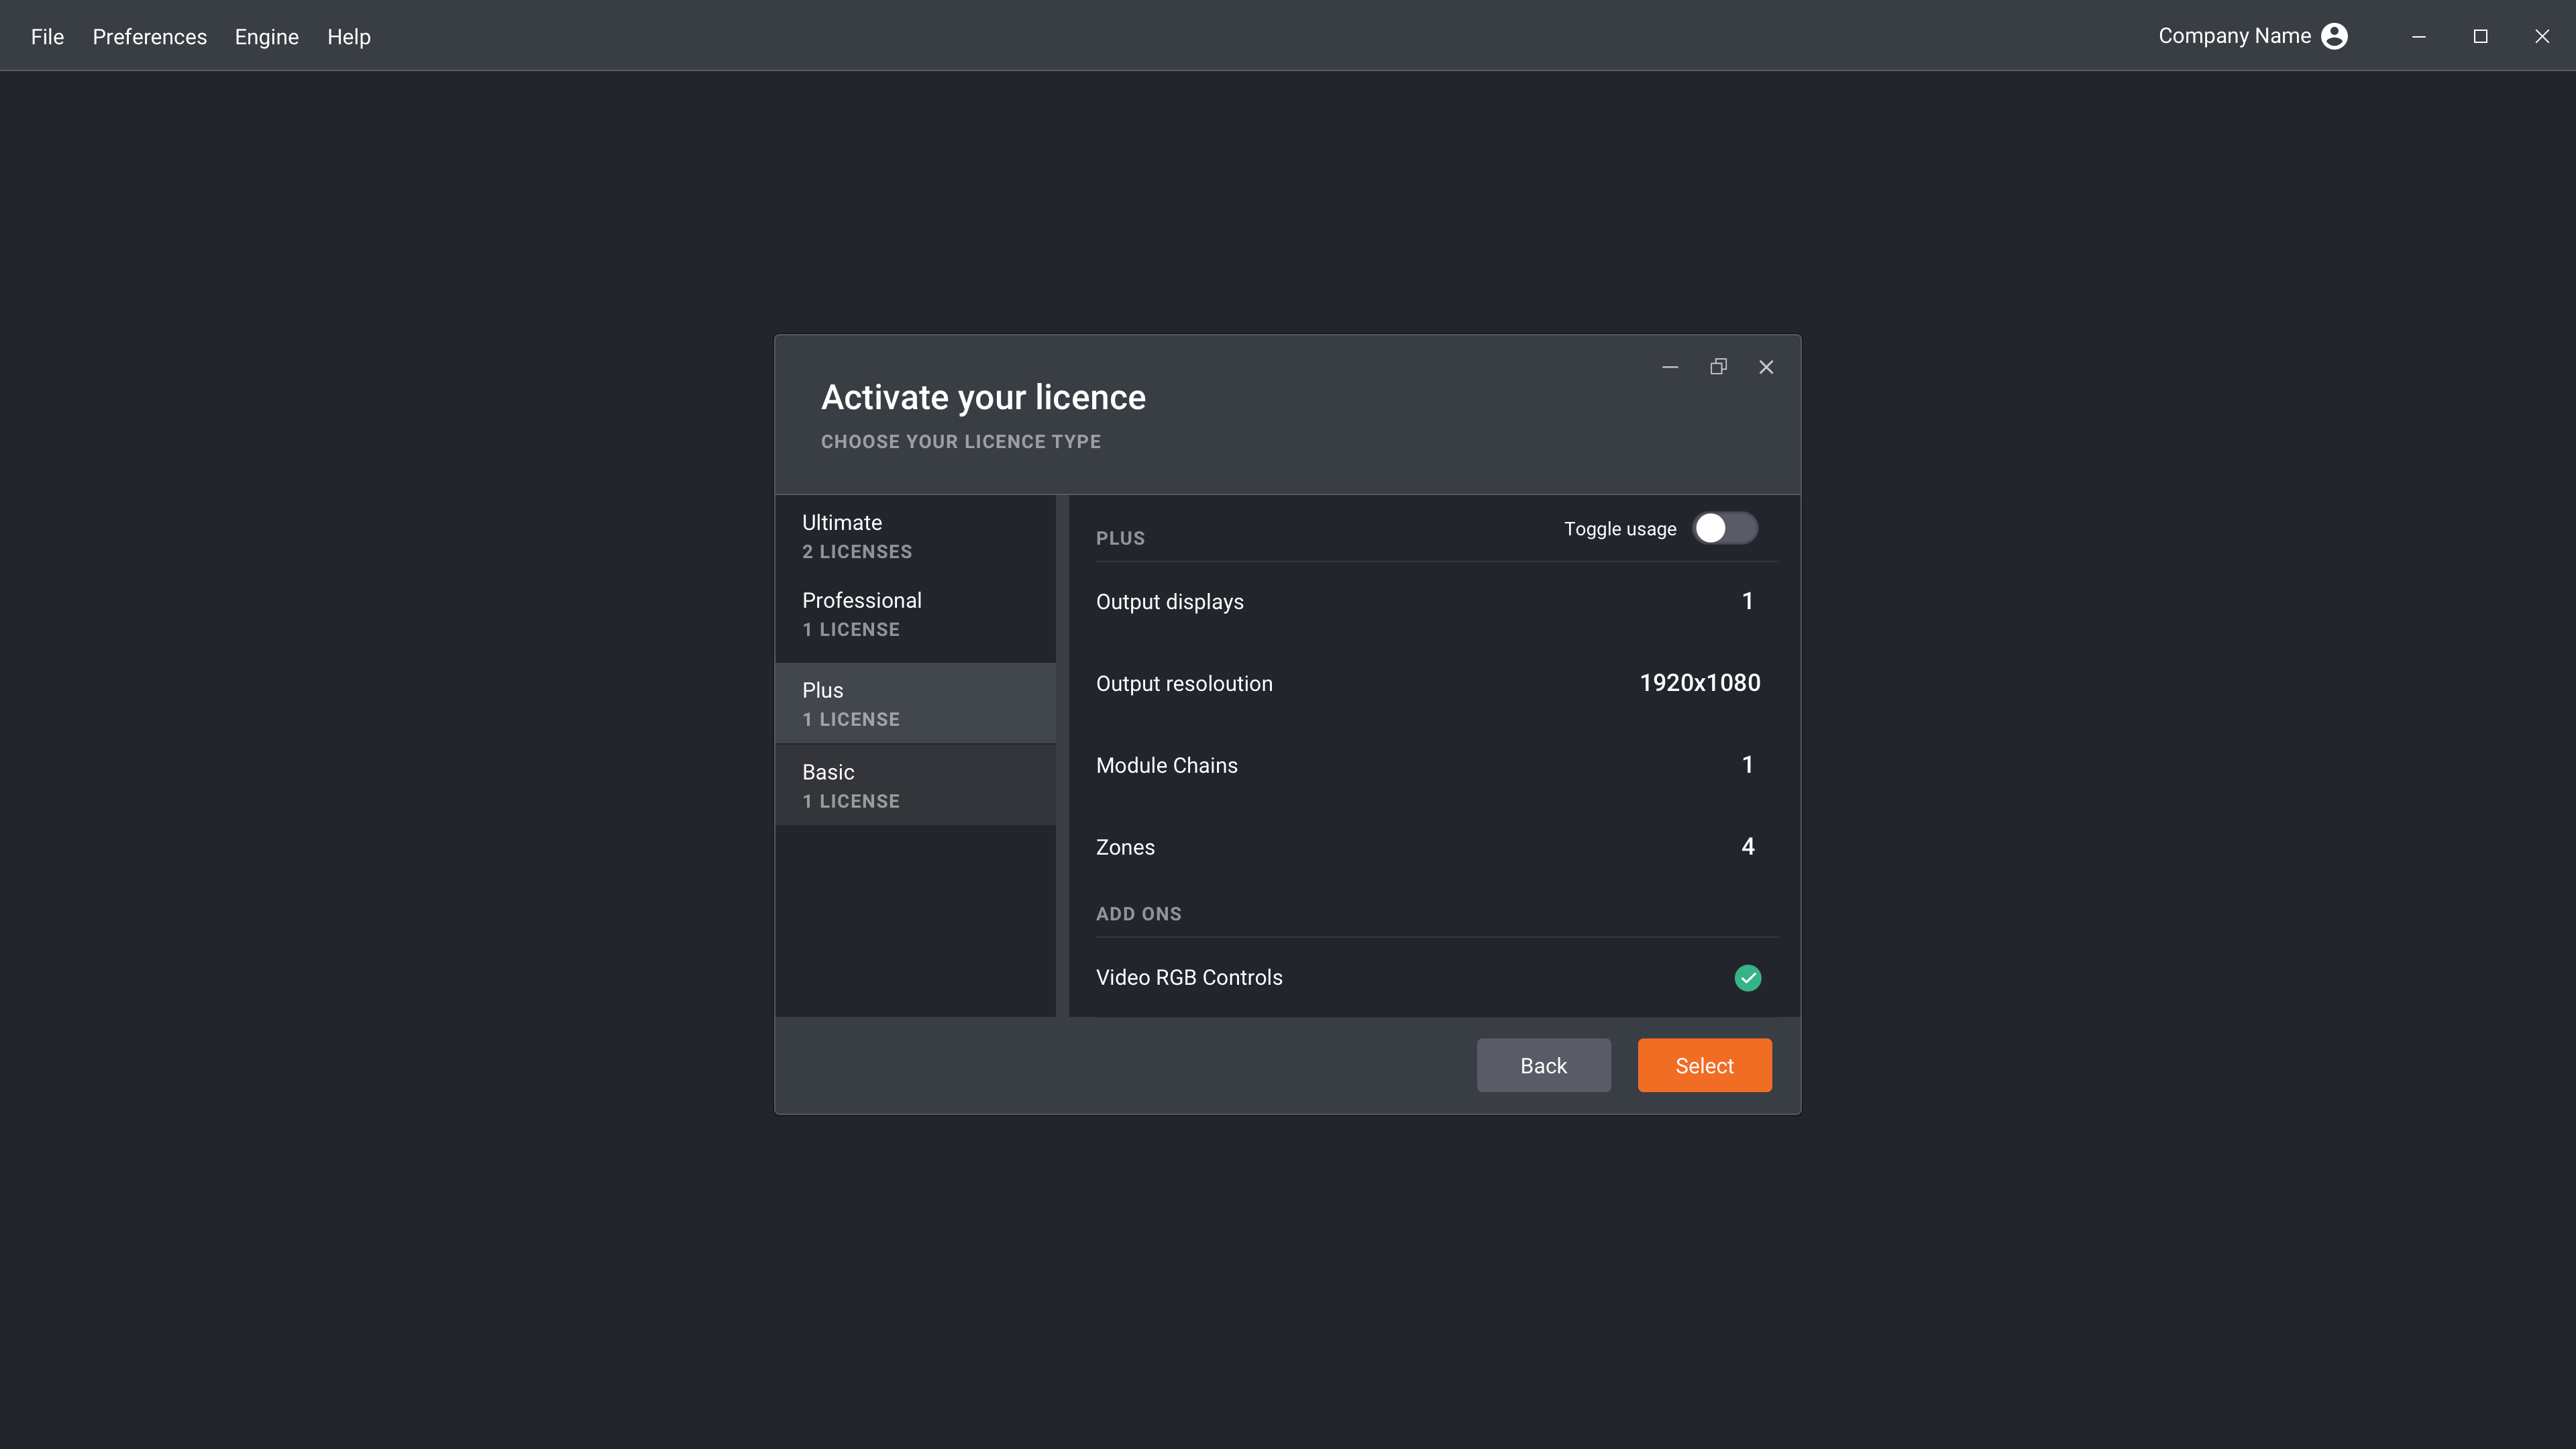 File Preferences Engine Help Company Name
Activate your licence
CHOOSE YOUR LICENCE TYPE
Ultimate
2 LICENSES
Professional
1 LICENSE
Plus
1 LICENSE
Basic
1 LICENSE
PLUS Toggle usage
Output displays 1
Output resoloution 1920x1080
Module Chains 1
Zones 4
ADD ONS
Video RGB Controls
Back Select